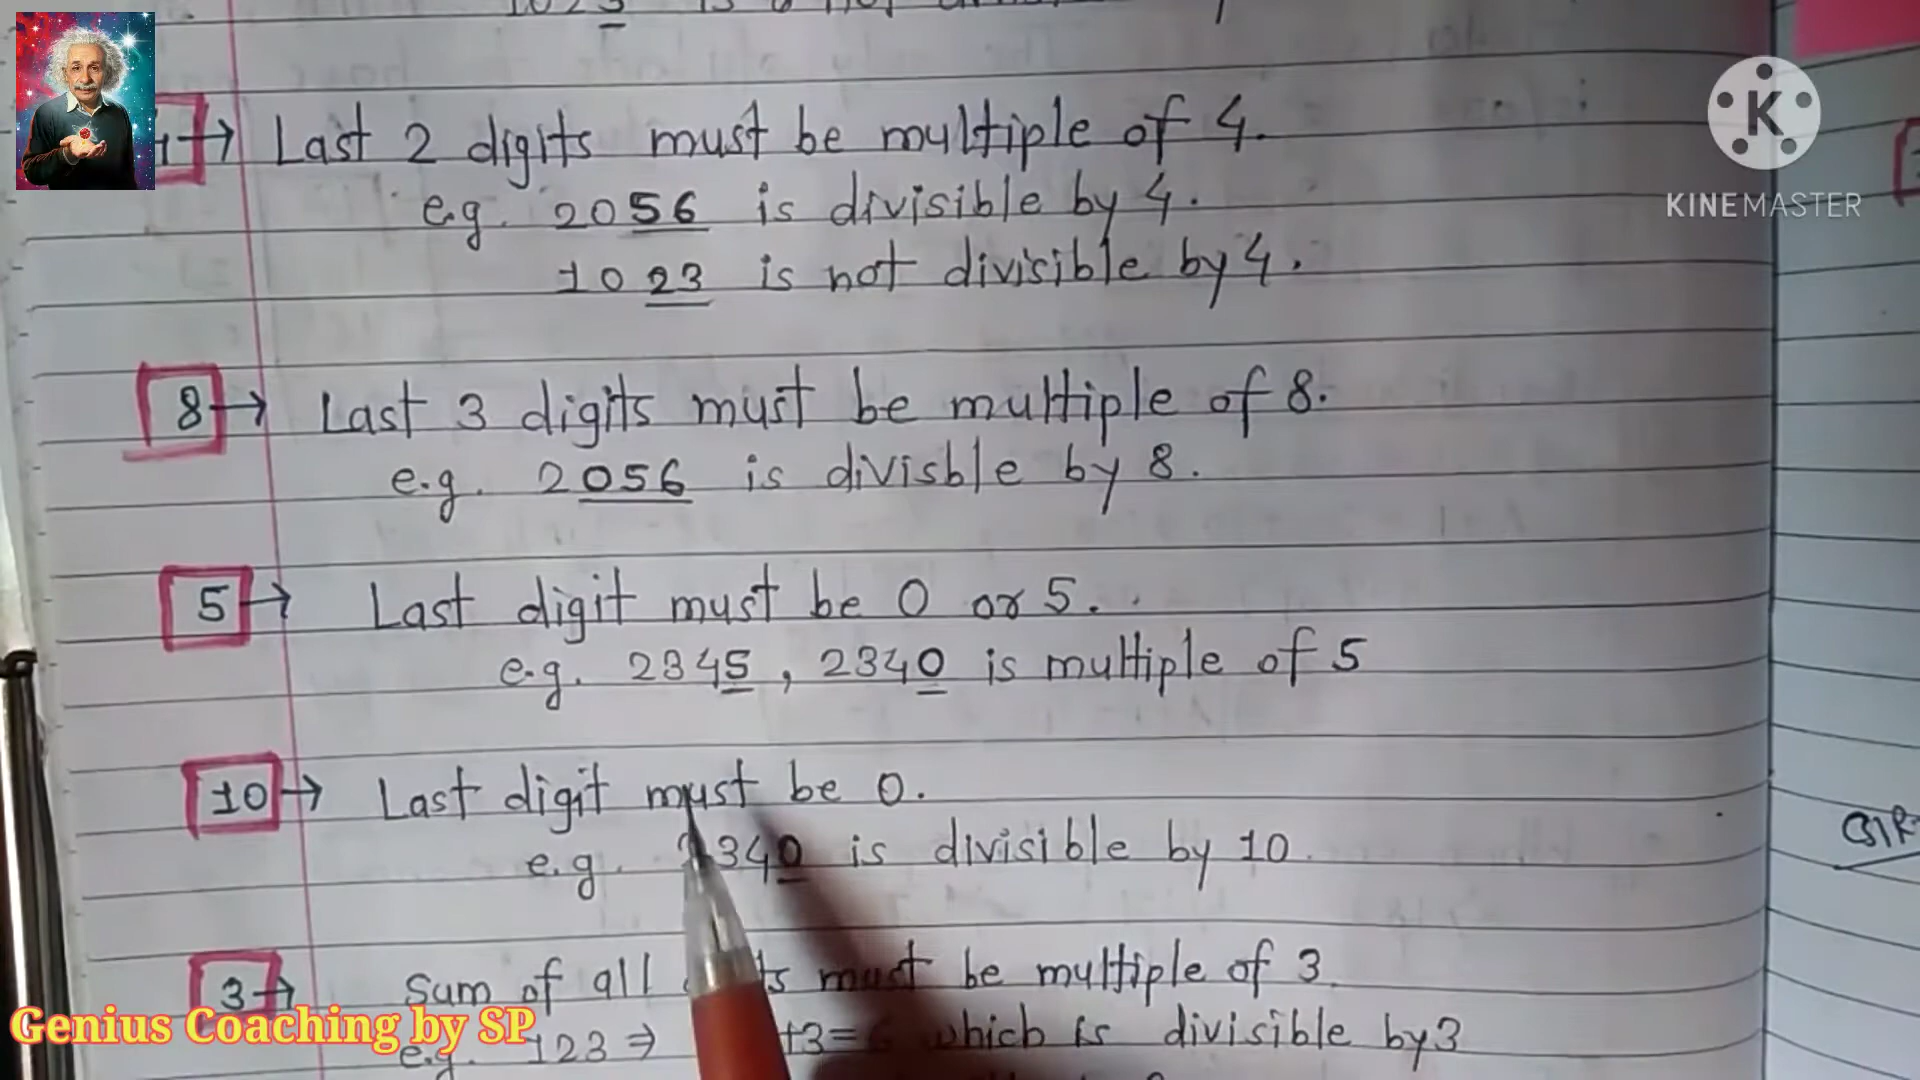 4→ Last 2 digits must be multiple of 4.
e.g. 2056 is divisible by 4.
1023 is not divisible by 4.
K
KINEMASTER
8→ Last 3 digits must be multiple of 8.
e.g. 2056 is divisble by 8.
5→ Last digit must be 0 or 5.
e.g. 2345, 2340 is multiple of 5
10→ Last digit must be 0.
e.g. 2340 is divisible by 10
3→ Sum of all must be multiple of 3.
e.g. 123 ⇒ +3=6 which is divisible by 3
Genius Coaching by SP